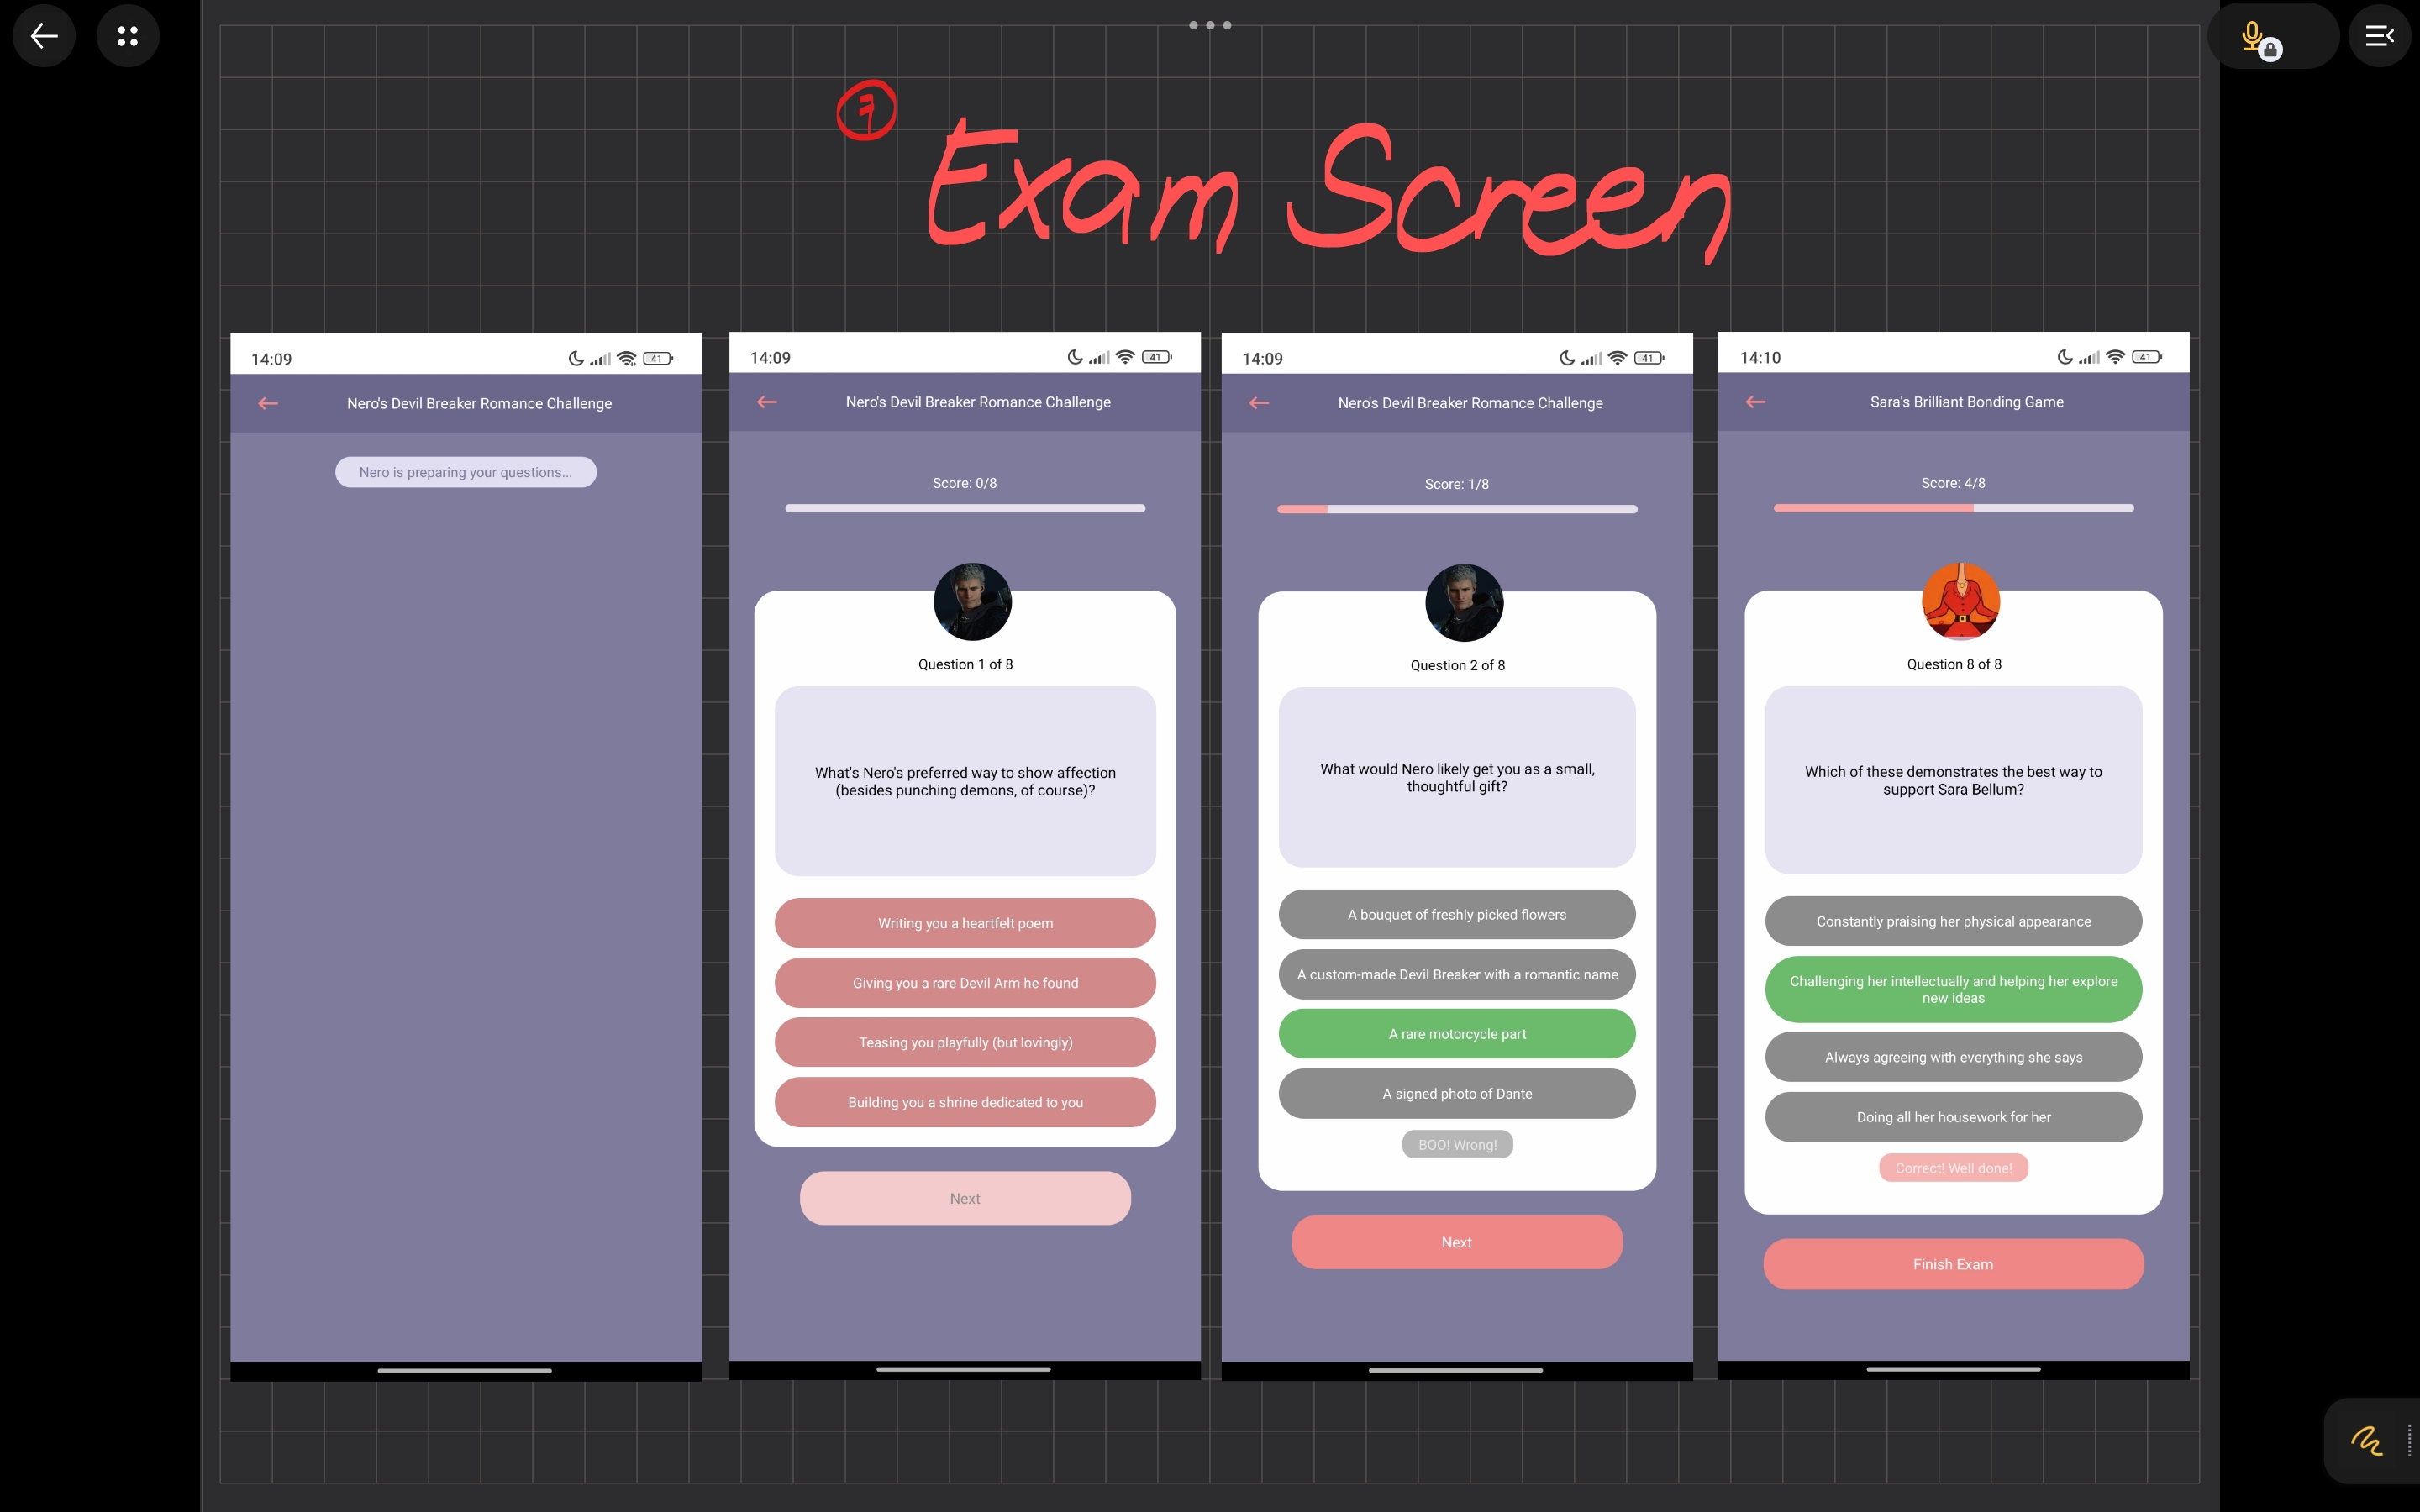 7
Exam Screen
14:09
41
Nero's Devil Breaker Romance Challenge
Nero is preparing your questions...
14:09
41
Nero's Devil Breaker Romance Challenge
Score: 0/8
Question 1 of 8
What's Nero's preferred way to show affection
(besides punching demons, of course)?
Writing you a heartfelt poem
Giving you a rare Devil Arm he found
Teasing you playfully (but lovingly)
Building you a shrine dedicated to you
Next
14:09
41
Nero's Devil Breaker Romance Challenge
Score: 1/8
Question 2 of 8
What would Nero likely get you as a small,
thoughtful gift?
A bouquet of freshly picked flowers
A custom-made Devil Breaker with a romantic name
A rare motorcycle part
A signed photo of Dante
BOO! Wrong!
Next
14:10
41
Sara's Brilliant Bonding Game
Score: 4/8
Question 8 of 8
Which of these demonstrates the best way to
support Sara Bellum?
Constantly praising her physical appearance
Challenging her intellectually and helping her explore
new ideas
Always agreeing with everything she says
Doing all her housework for her
Correct! Well done!
Finish Exam